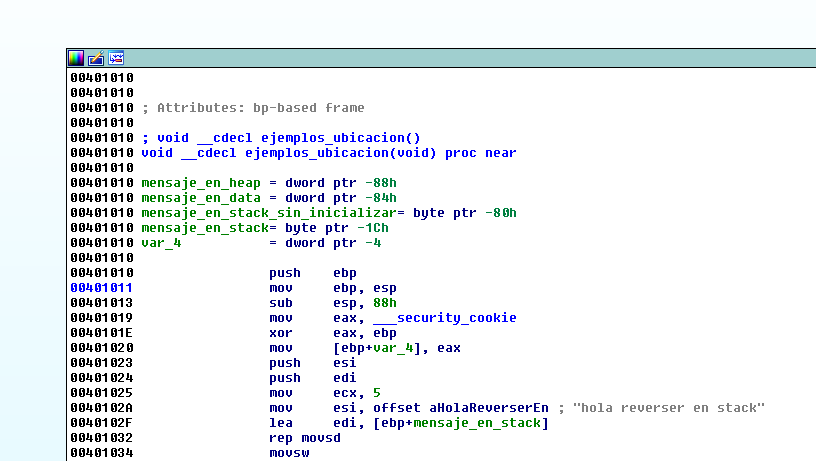 00401010
00401010
00401010 ; Attributes: bp-based frame
00401010
00401010 ; void __cdecl ejemplos_ubicacion()
00401010 void __cdecl ejemplos_ubicacion(void) proc near
00401010
00401010 mensaje_en_heap = dword ptr -88h
00401010 mensaje_en_data = dword ptr -84h
00401010 mensaje_en_stack_sin_inicializar= byte ptr -80h
00401010 mensaje_en_stack= byte ptr -1Ch
00401010 var_4           = dword ptr -4
00401010
00401010                 push    ebp
00401011                 mov     ebp, esp
00401013                 sub     esp, 88h
00401019                 mov     eax, ___security_cookie
0040101E                 xor     eax, ebp
00401020                 mov     [ebp+var_4], eax
00401023                 push    esi
00401024                 push    edi
00401025                 mov     ecx, 5
0040102A                 mov     esi, offset aHolaReverserEn ; "hola reverser en stack"
0040102F                 lea     edi, [ebp+mensaje_en_stack]
00401032                 rep movsd
00401034                 movsw